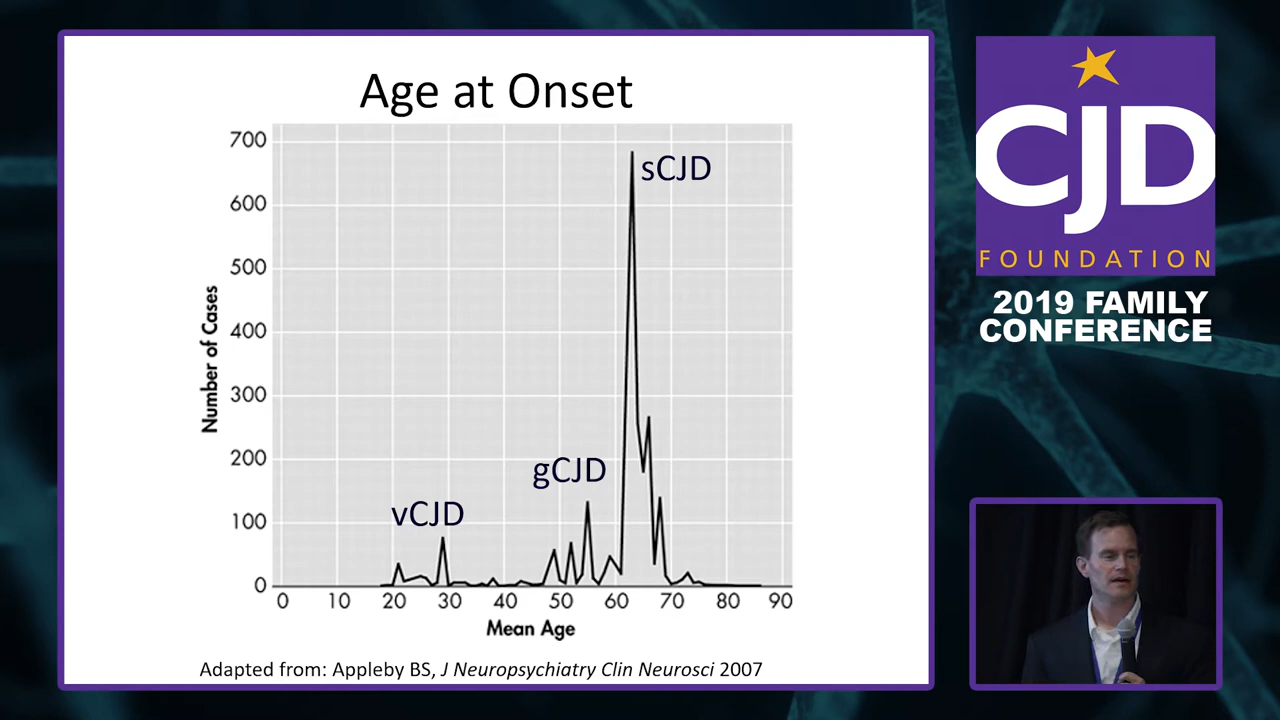 Age at Onset
700
600
500
400
300
200
100
0
Number of Cases
sCJD
gCJD
vCJD
0 10 20 30 40 50 60 70 80 90
Mean Age
Adapted from: Appleby BS, J Neuropsychiatry Clin Neurosci 2007
CJD
FOUNDATION
2019 FAMILY
CONFERENCE